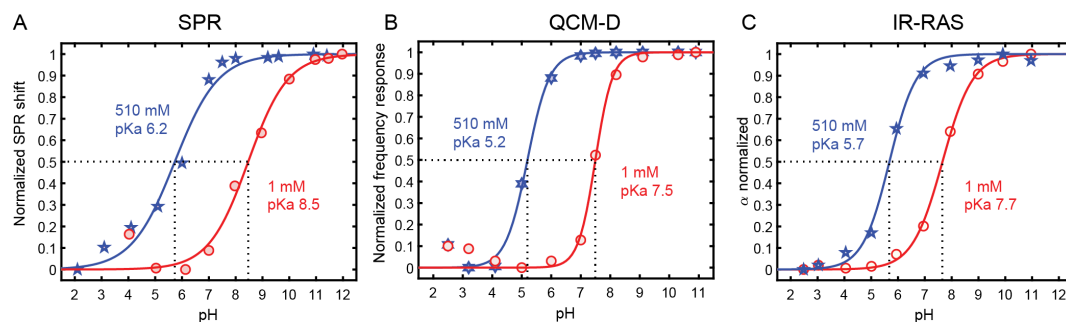 A SPR
Normalized SPR shift
1
0.9
0.8
0.7
0.6
0.5
0.4
0.3
0.2
0.1
0
510 mM
pKa 6.2
1 mM
pKa 8.5
2 3 4 5 6 7 8 9 10 11 12
pH
B QCM-D
Normalized frequency response
1
0.9
0.8
0.7
0.6
0.5
0.4
0.3
0.2
0.1
0
510 mM
pKa 5.2
1 mM
pKa 7.5
2 3 4 5 6 7 8 9 10 11
pH
C IR-RAS
α normalized
1
0.9
0.8
0.7
0.6
0.5
0.4
0.3
0.2
0.1
0
510 mM
pKa 5.7
1 mM
pKa 7.7
2 3 4 5 6 7 8 9 10 11 12
pH